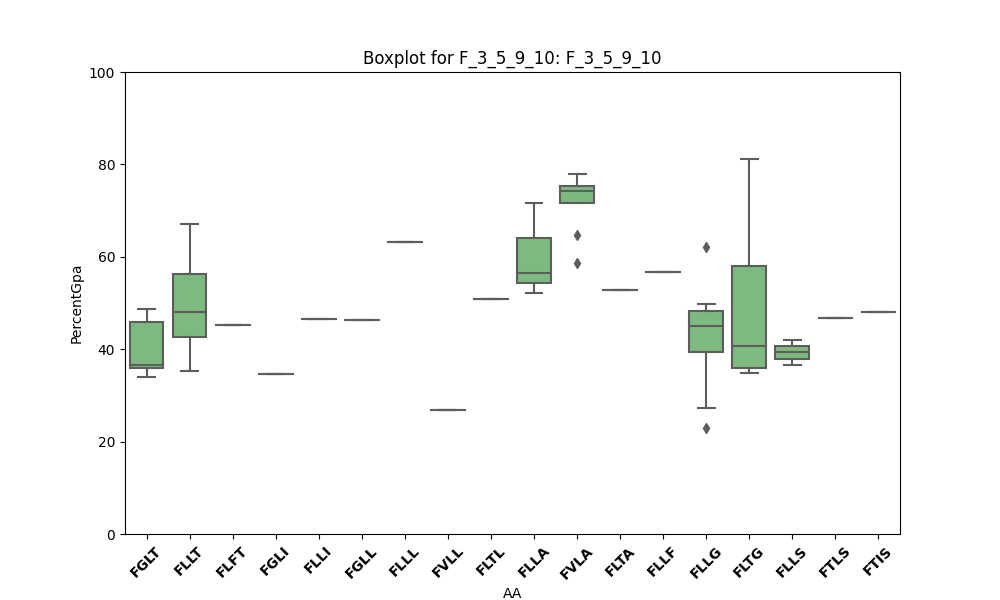 Boxplot for F_3_5_9_10: F_3_5_9_10
100
80
60
40
20
0
PercentGpa
FGLT FLLT FLFT FGLI FLLI FGLL FLLL FVLL FLTL FLLA FVLA FLTA FLLF FLLG FLTG FLLS FTLS FTIS
AA